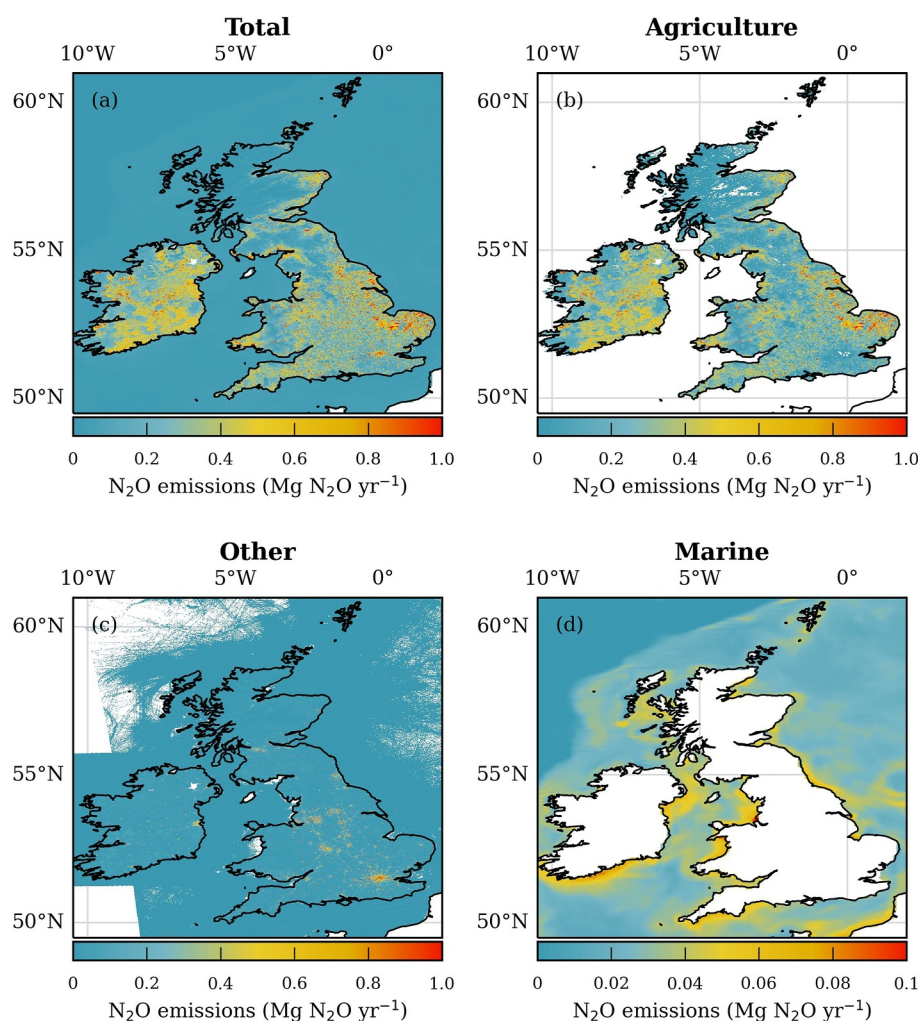 Total
10°W 5°W 0°
60°N
(a)
55°N
50°N
0 0.2 0.4 0.6 0.8 1.0
N₂O emissions (Mg N₂O yr⁻¹)
Agriculture
10°W 5°W 0°
60°N
(b)
55°N
50°N
0 0.2 0.4 0.6 0.8 1.0
N₂O emissions (Mg N₂O yr⁻¹)
Other
10°W 5°W 0°
60°N
(c)
55°N
50°N
0 0.2 0.4 0.6 0.8 1.0
N₂O emissions (Mg N₂O yr⁻¹)
Marine
10°W 5°W 0°
60°N
(d)
55°N
50°N
0 0.02 0.04 0.06 0.08 0.1
N₂O emissions (Mg N₂O yr⁻¹)